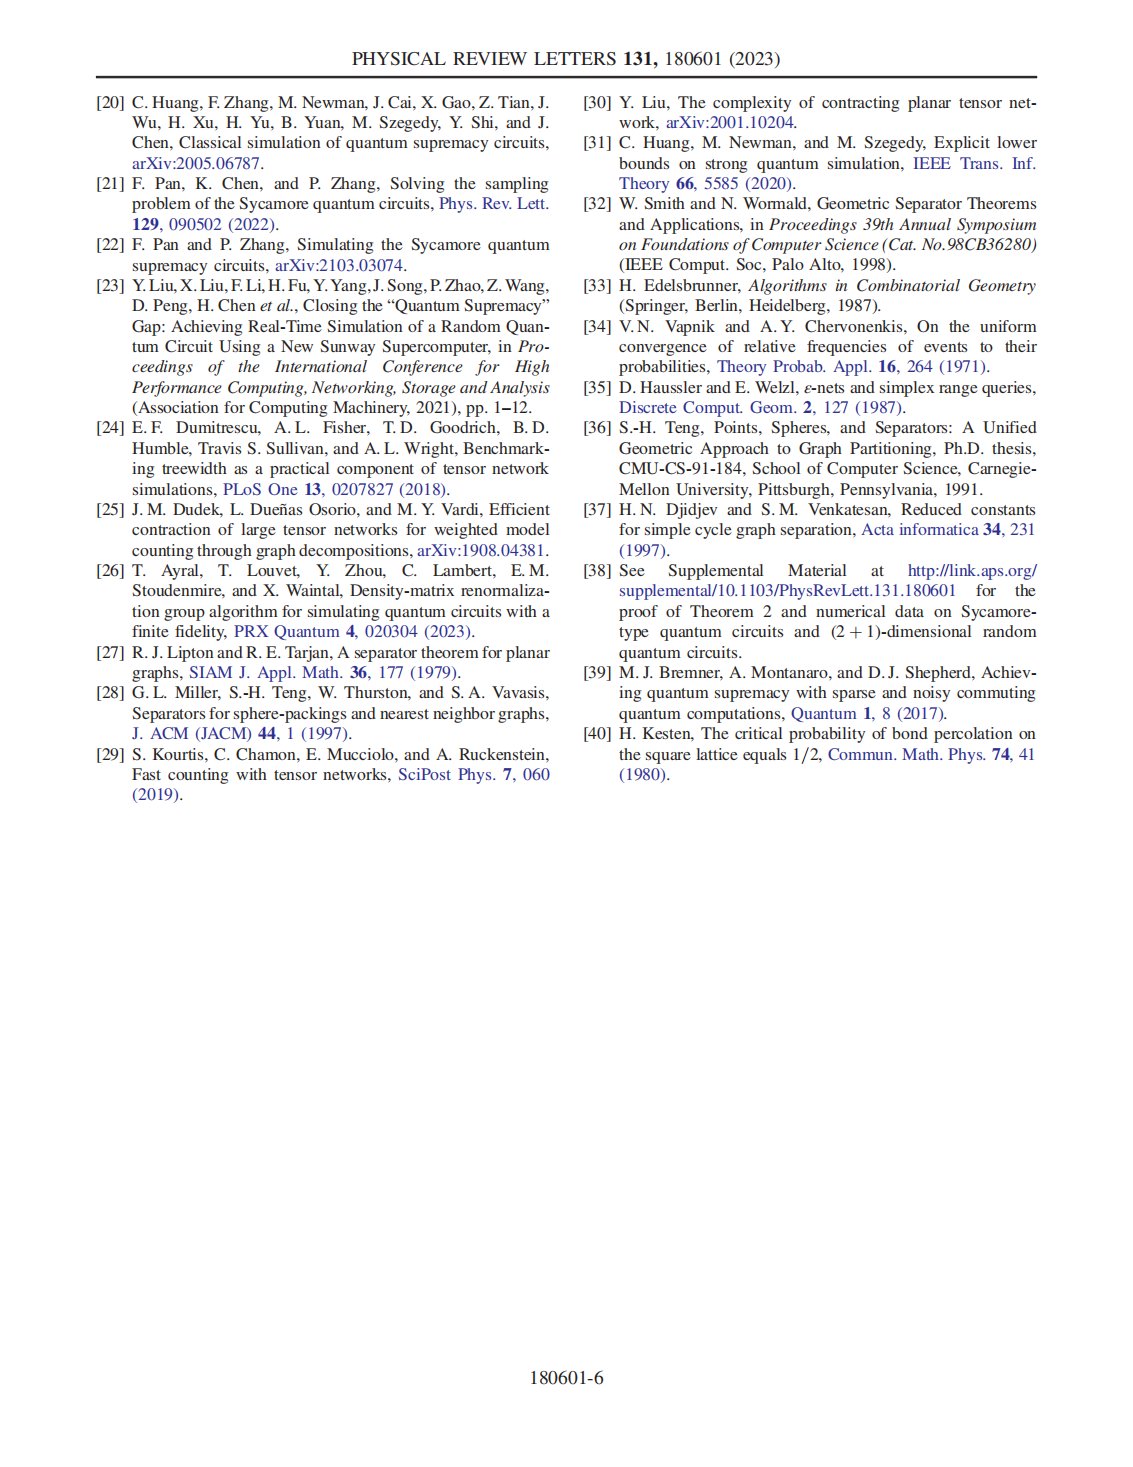 PHYSICAL REVIEW LETTERS 131, 180601 (2023)
[20] C. Huang, F. Zhang, M. Newman, J. Cai, X. Gao, Z. Tian, J.
Wu, H. Xu, H. Yu, B. Yuan, M. Szegedy, Y. Shi, and J.
Chen, Classical simulation of quantum supremacy circuits,
arXiv:2005.06787.
[21] F. Pan, K. Chen, and P. Zhang, Solving the sampling
problem of the Sycamore quantum circuits, Phys. Rev. Lett.
129, 090502 (2022).
[22] F. Pan and P. Zhang, Simulating the Sycamore quantum
supremacy circuits, arXiv:2103.03074.
[23] Y. Liu, X. Liu, F. Li, H. Fu, Y. Yang, J. Song, P. Zhao, Z. Wang,
D. Peng, H. Chen et al., Closing the “Quantum Supremacy”
Gap: Achieving Real-Time Simulation of a Random Quan-
tum Circuit Using a New Sunway Supercomputer, in Pro-
ceedings of the International Conference for High
Performance Computing, Networking, Storage and Analysis
(Association for Computing Machinery, 2021), pp. 1–12.
[24] E. F. Dumitrescu, A. L. Fisher, T. D. Goodrich, B. D.
Humble, Travis S. Sullivan, and A. L. Wright, Benchmark-
ing treewidth as a practical component of tensor network
simulations, PLoS One 13, 0207827 (2018).
[25] J. M. Dudek, L. Dueñas Osorio, and M. Y. Vardi, Efficient
contraction of large tensor networks for weighted model
counting through graph decompositions, arXiv:1908.04381.
[26] T. Ayral, T. Louvet, Y. Zhou, C. Lambert, E. M.
Stoudenmire, and X. Waintal, Density-matrix renormaliza-
tion group algorithm for simulating quantum circuits with a
finite fidelity, PRX Quantum 4, 020304 (2023).
[27] R. J. Lipton and R. E. Tarjan, A separator theorem for planar
graphs, SIAM J. Appl. Math. 36, 177 (1979).
[28] G. L. Miller, S.-H. Teng, W. Thurston, and S. A. Vavasis,
Separators for sphere-packings and nearest neighbor graphs,
J. ACM (JACM) 44, 1 (1997).
[29] S. Kourtis, C. Chamon, E. Mucciolo, and A. Ruckenstein,
Fast counting with tensor networks, SciPost Phys. 7, 060
(2019).
[30] Y. Liu, The complexity of contracting planar tensor net-
work, arXiv:2001.10204.
[31] C. Huang, M. Newman, and M. Szegedy, Explicit lower
bounds on strong quantum simulation, IEEE Trans. Inf.
Theory 66, 5585 (2020).
[32] W. Smith and N. Wormald, Geometric Separator Theorems
and Applications, in Proceedings 39th Annual Symposium
on Foundations of Computer Science (Cat. No.98CB36280)
(IEEE Comput. Soc, Palo Alto, 1998).
[33] H. Edelsbrunner, Algorithms in Combinatorial Geometry
(Springer, Berlin, Heidelberg, 1987).
[34] V. N. Vapnik and A. Y. Chervonenkis, On the uniform
convergence of relative frequencies of events to their
probabilities, Theory Probab. Appl. 16, 264 (1971).
[35] D. Haussler and E. Welzl, ε-nets and simplex range queries,
Discrete Comput. Geom. 2, 127 (1987).
[36] S.-H. Teng, Points, Spheres, and Separators: A Unified
Geometric Approach to Graph Partitioning, Ph.D. thesis,
CMU-CS-91-184, School of Computer Science, Carnegie-
Mellon University, Pittsburgh, Pennsylvania, 1991.
[37] H. N. Djidjev and S. M. Venkatesan, Reduced constants
for simple cycle graph separation, Acta informatica 34, 231
(1997).
[38] See Supplemental Material at http://link.aps.org/
supplemental/10.1103/PhysRevLett.131.180601 for the
proof of Theorem 2 and numerical data on Sycamore-
type quantum circuits and (2 + 1)-dimensional random
quantum circuits.
[39] M. J. Bremner, A. Montanaro, and D. J. Shepherd, Achiev-
ing quantum supremacy with sparse and noisy commuting
quantum computations, Quantum 1, 8 (2017).
[40] H. Kesten, The critical probability of bond percolation on
the square lattice equals 1/2, Commun. Math. Phys. 74, 41
(1980).
180601-6